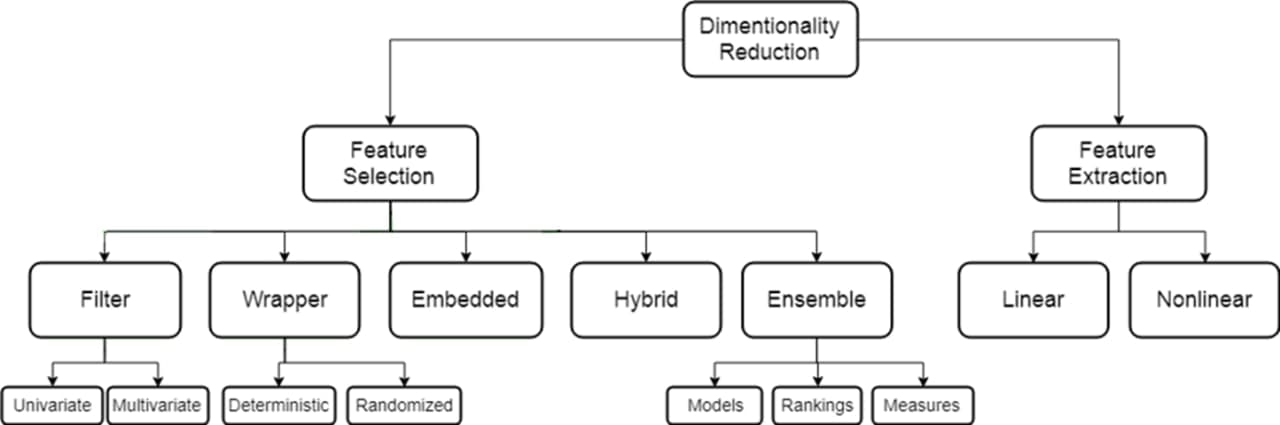 Dimentionality
Reduction
Feature
Selection
Feature
Extraction
Filter
Wrapper
Embedded
Hybrid
Ensemble
Linear
Nonlinear
Univariate
Multivariate
Deterministic
Randomized
Models
Rankings
Measures